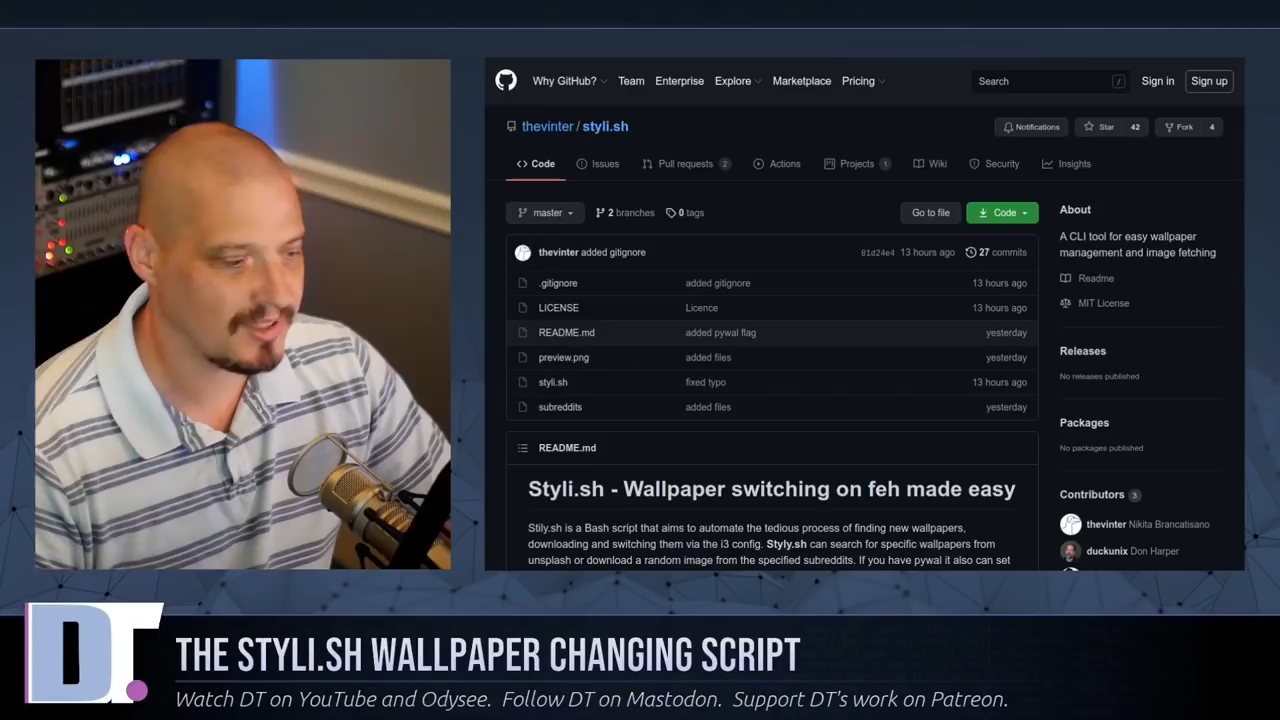 Why GitHub? Team Enterprise Explore Marketplace Pricing Search / Sign in Sign up
thevinter / styli.sh Notifications Star 42 Fork 4
Code Issues Pull requests 2 Actions Projects 1 Wiki Security Insights
master 2 branches 0 tags Go to file Code
thevinter added gitignore 81d24e4 13 hours ago 27 commits
.gitignore added gitignore 13 hours ago
LICENSE Licence 13 hours ago
README.md added pywal flag yesterday
preview.png added files yesterday
styli.sh fixed typo 13 hours ago
subreddits added files yesterday
README.md
Styli.sh - Wallpaper switching on feh made easy
Stily.sh is a Bash script that aims to automate the tedious process of finding new wallpapers,
downloading and switching them via the i3 config. Styly.sh can search for specific wallpapers from
unsplash or download a random image from the specified subreddits. If you have pywal it also can set
About
A CLI tool for easy wallpaper
management and image fetching
Readme
MIT License
Releases
No releases published
Packages
No packages published
Contributors 3
thevinter Nikita Brancatisano
duckunix Don Harper
DT.
THE STYLI.SH WALLPAPER CHANGING SCRIPT
Watch DT on YouTube and Odysee. Follow DT on Mastodon. Support DT's work on Patreon.